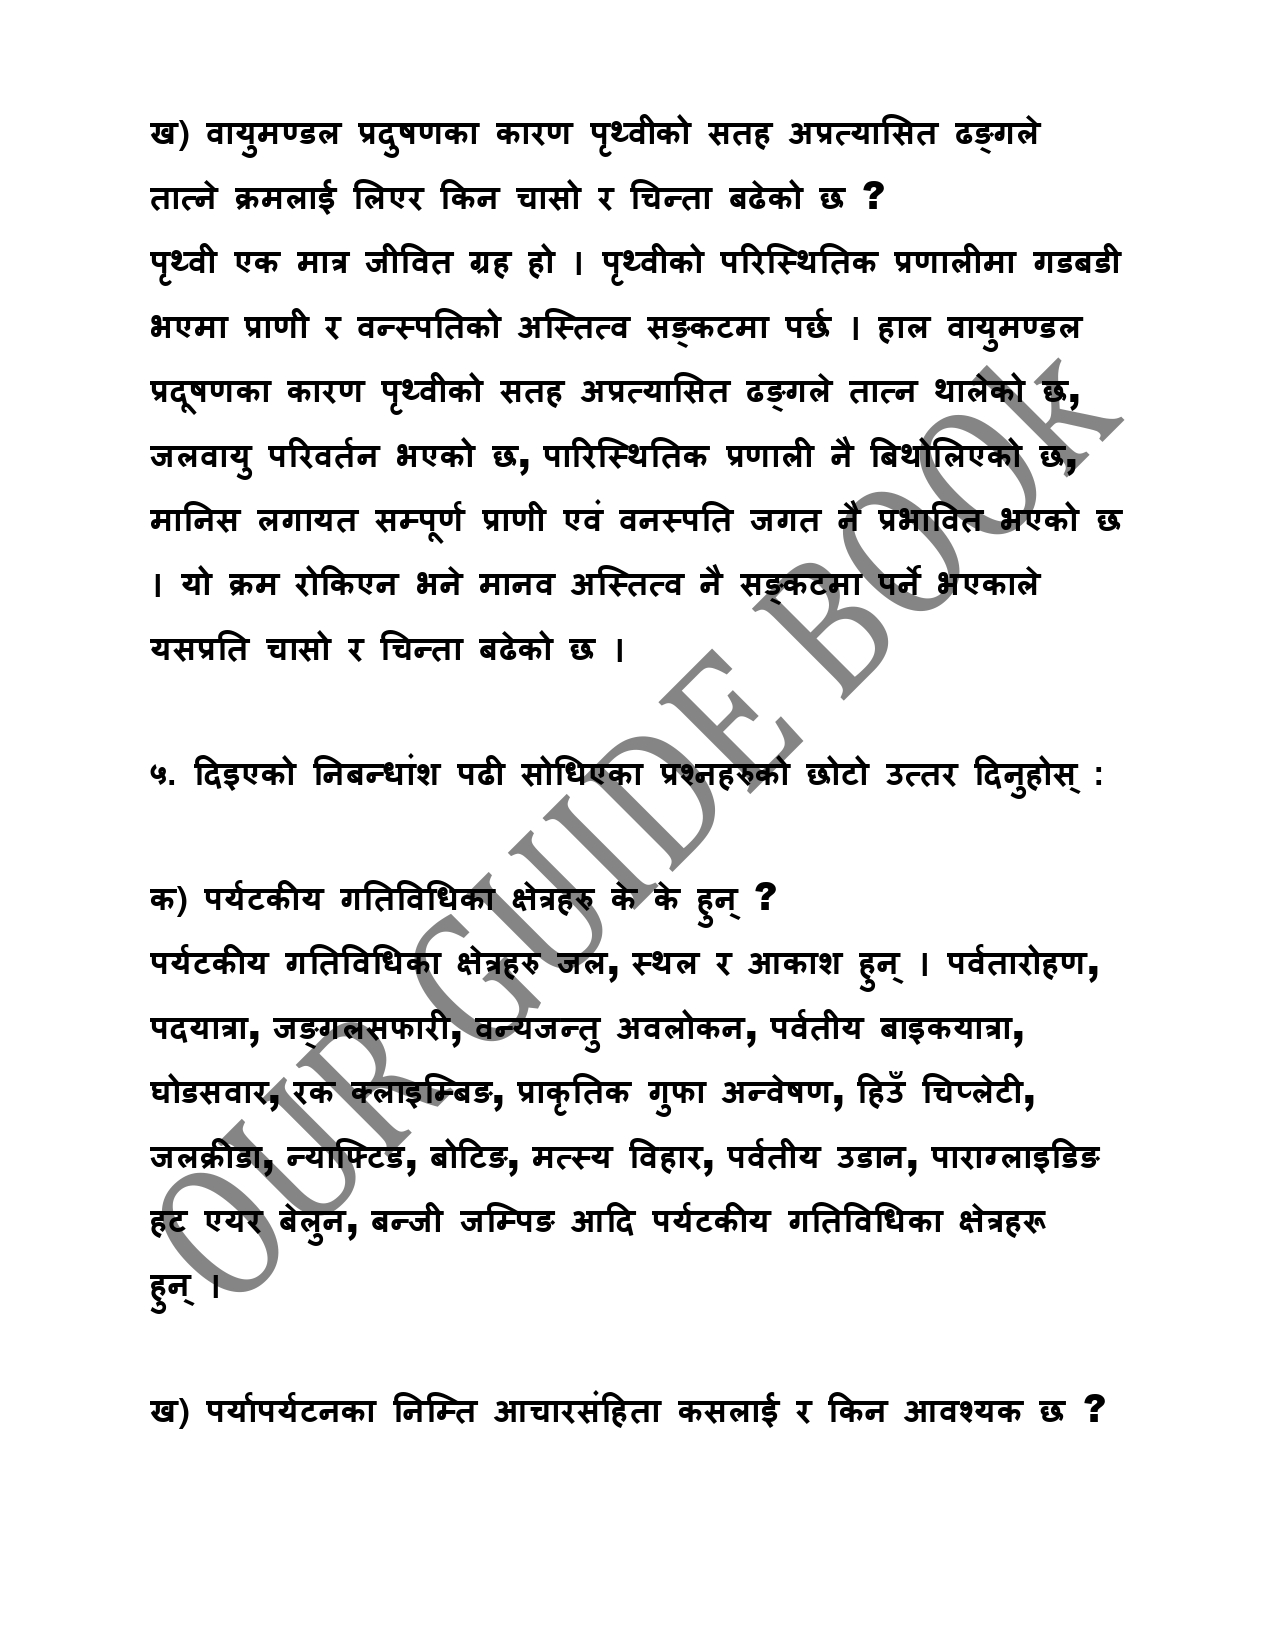 ख) वायुमण्डल प्रदुषणका कारण पृथ्वीको सतह अप्रत्यासित ढङ्गले
तात्ने क्रमलाई लिएर किन चासो र चिन्ता बढेको छ ?
पृथ्वी एक मात्र जीवित ग्रह हो । पृथ्वीको परिस्थितिक प्रणालीमा गडबडी
भएमा प्राणी र वन्स्पतिको अस्तित्व सङ्कटमा पर्छ । हाल वायुमण्डल
प्रदूषणका कारण पृथ्वीको सतह अप्रत्यासित ढङ्गले तात्न थालेको छ,
जलवायु परिवर्तन भएको छ, पारिस्थितिक प्रणाली नै बिथोलिएको छ,
मानिस लगायत सम्पूर्ण प्राणी एवं वनस्पति जगत नै प्रभावित भएको छ
। यो क्रम रोकिएन भने मानव अस्तित्व नै सङ्कटमा पर्ने भएकाले
यसप्रति चासो र चिन्ता बढेको छ ।
५. दिइएको निबन्धांश पढी सोधिएका प्रश्नहरुको छोटो उत्तर दिनुहोस् :
क) पर्यटकीय गतिविधिका क्षेत्रहरु के के हुन् ?
पर्यटकीय गतिविधिका क्षेत्रहरु जल, स्थल र आकाश हुन् । पर्वतारोहण,
पदयात्रा, जङ्गलसफारी, वन्यजन्तु अवलोकन, पर्वतीय बाइकयात्रा,
घोडसवार, रक क्लाइम्बिङ, प्राकृतिक गुफा अन्वेषण, हिउँ चिप्लेटी,
जलक्रीडा, न्याफ्टिड, बोटिङ, मत्स्य विहार, पर्वतीय उडान, पाराग्लाइडिङ
हट एयर बेलुन, बन्जी जम्पिङ आदि पर्यटकीय गतिविधिका क्षेत्रहरू
हुन् ।
ख) पर्यापर्यटनका निम्ति आचारसंहिता कसलाई र किन आवश्यक छ ?
OUR GUIDE BOOk